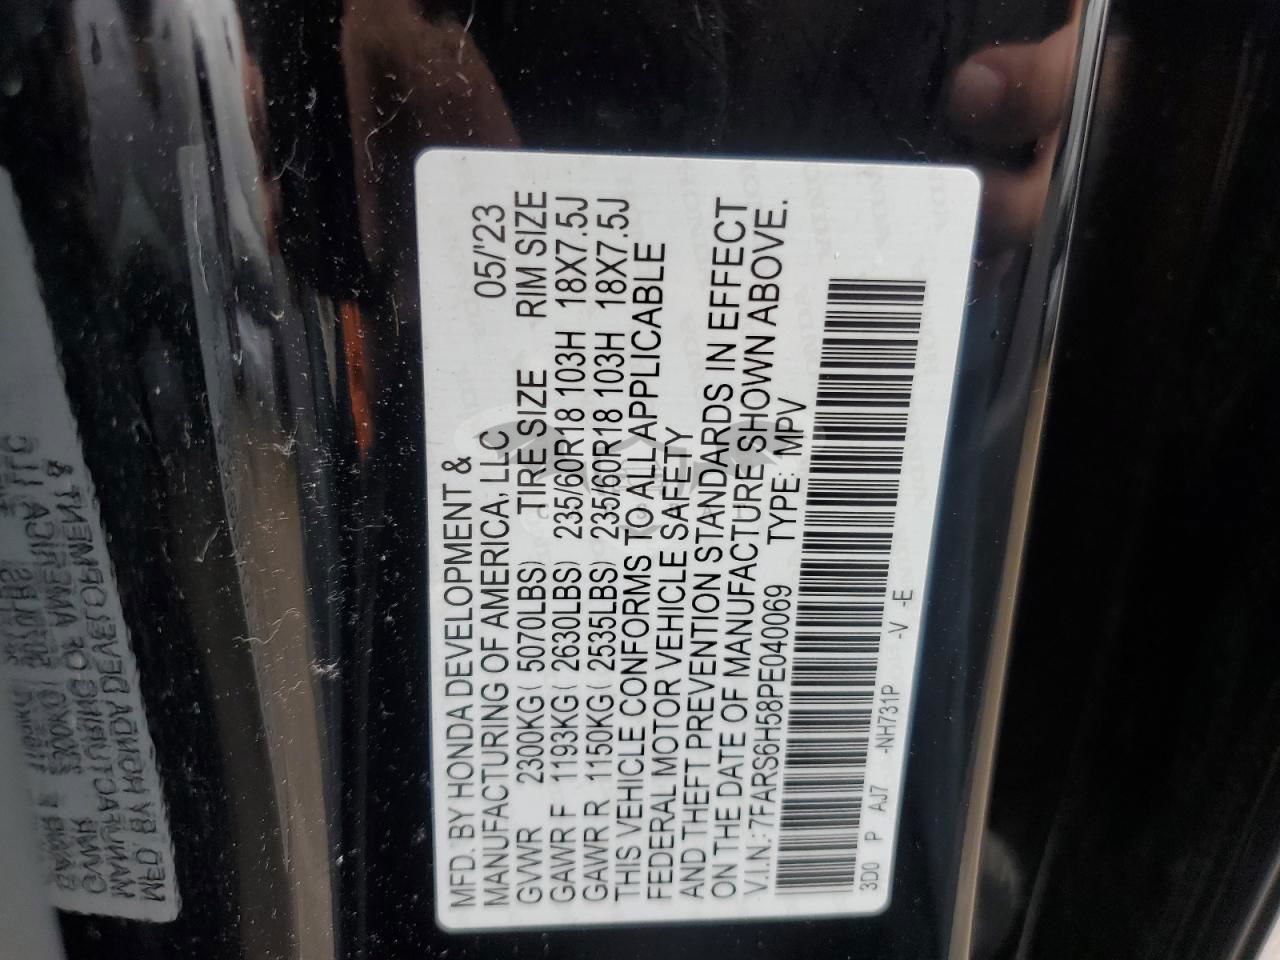 MFD. BY HONDA DEVELOPMENT &
MANUFACTURING OF AMERICA, LLC 05/'23
GVWR 2300KG ( 5070LBS) TIRE SIZE RIM SIZE
GAWR F 1193KG ( 2630LBS) 235/60R18 103H 18X7.5J
GAWR R 1150KG ( 2535LBS) 235/60R18 103H 18X7.5J
THIS VEHICLE CONFORMS TO ALL APPLICABLE
FEDERAL MOTOR VEHICLE SAFETY
AND THEFT PREVENTION STANDARDS IN EFFECT
ON THE DATE OF MANUFACTURE SHOWN ABOVE.
V.I.N.: 7FARS6H58PE040069 TYPE: MPV
3D0 P AJ7 -NH731P -V -E